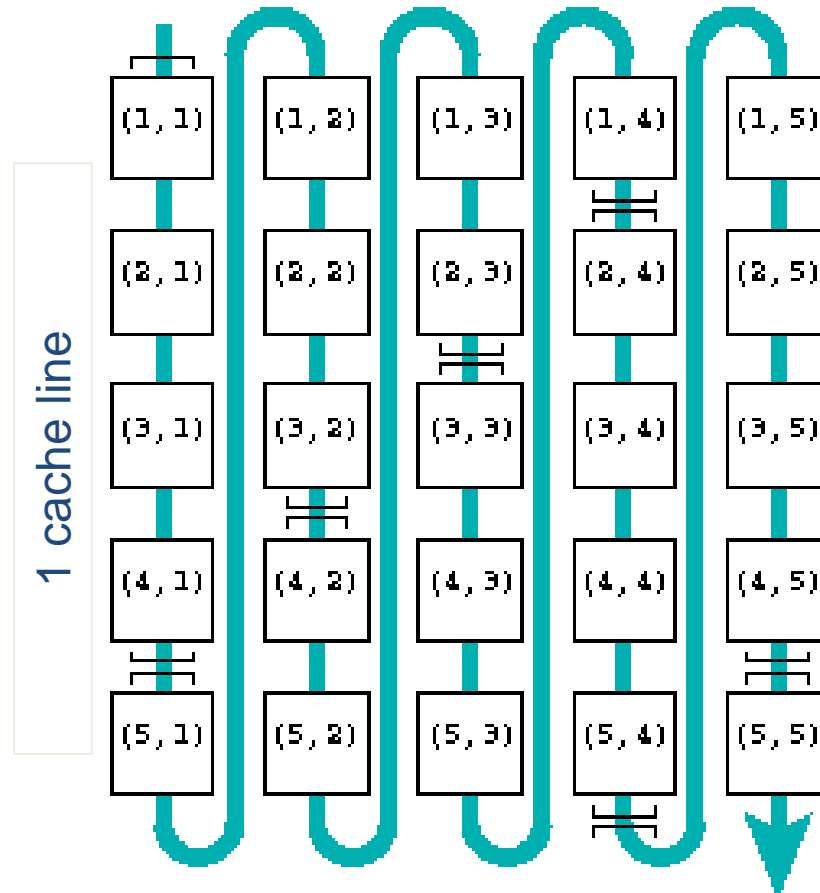 (1,1) (1,2) (1,3) (1,4) (1,5)
(2,1) (2,2) (2,3) (2,4) (2,5)
(3,1) (3,2) (3,3) (3,4) (3,5)
(4,1) (4,2) (4,3) (4,4) (4,5)
(5,1) (5,2) (5,3) (5,4) (5,5)
1 cache line